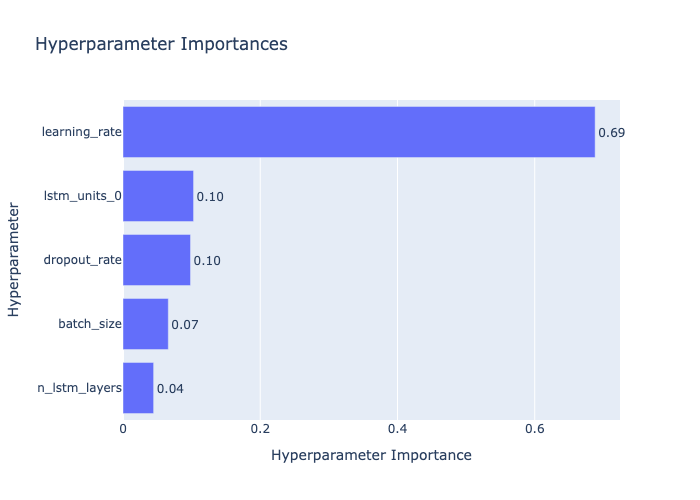 Hyperparameter Importances
Hyperparameter
learning_rate 0.69
lstm_units_0 0.10
dropout_rate 0.10
batch_size 0.07
n_lstm_layers 0.04
0 0.2 0.4 0.6
Hyperparameter Importance